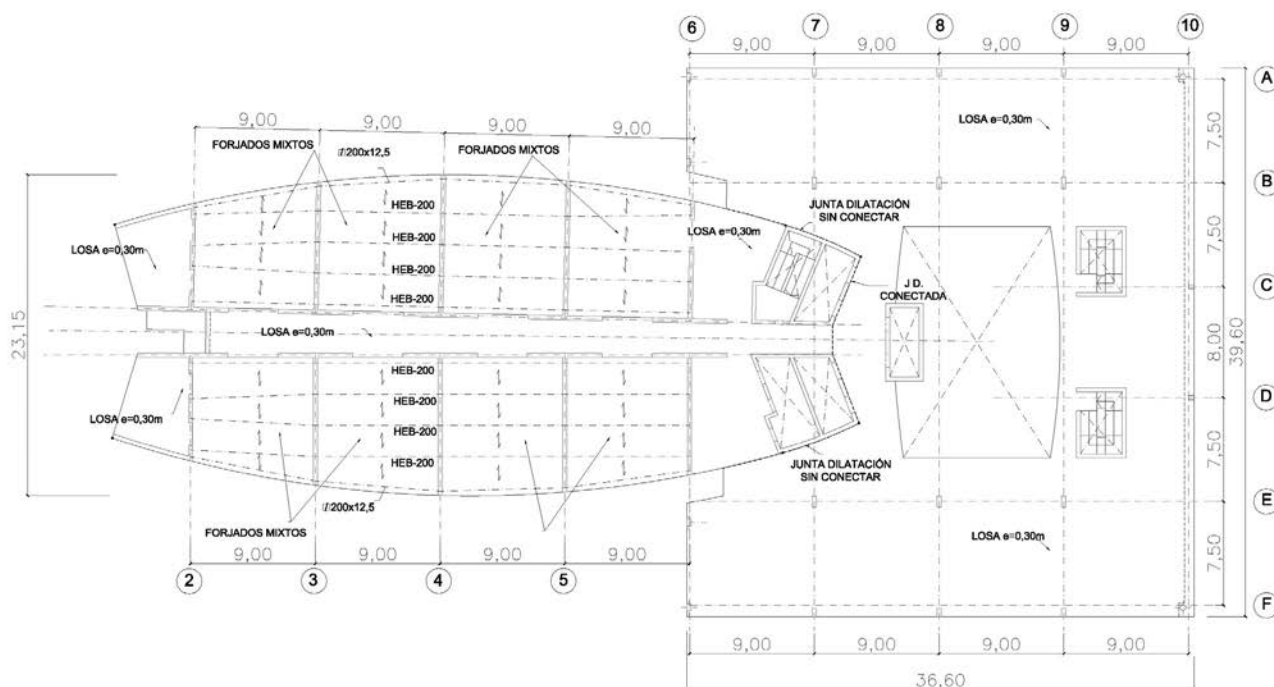 6
7
8
9
10
9,00
9,00
9,00
9,00
A
LOSA e=0,30m
7,50
9,00
9,00
9,00
9,00
FORJADOS MIXTOS
FORJADOS MIXTOS
200x12,5
B
HEB-200
JUNTA DILATACIÓN
SIN CONECTAR
LOSA e=0,30m
LOSA e=0,30m
HEB-200
7,50
HEB-200
J D.
CONECTADA
C
HEB-200
23,15
LOSA e=0,30m
8,00
39,60
HEB-200
LOSA e=0,30m
HEB-200
D
HEB-200
HEB-200
JUNTA DILATACIÓN
SIN CONECTAR
7,50
200x12,5
E
FORJADOS MIXTOS
LOSA e=0,30m
9,00
9,00
9,00
9,00
7,50
2
3
4
5
F
9,00
9,00
9,00
9,00
36,60